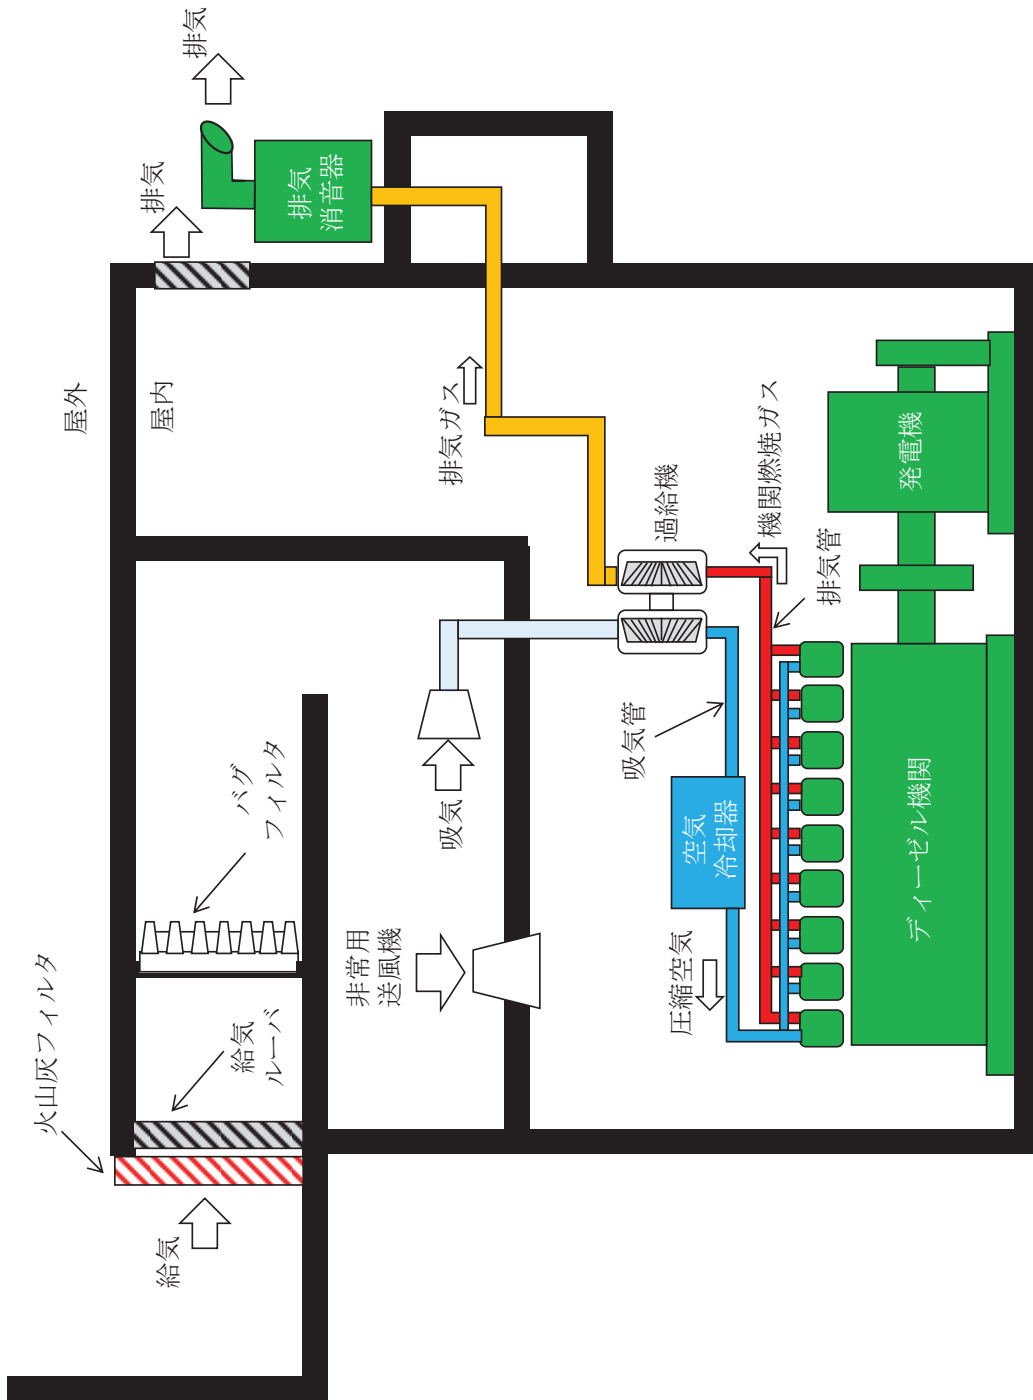 火山灰フィルタ
給気
給気
ルーバ
バグ
フィルタ
屋外
屋内
排気
排気
排気
消音器
非常用
送風機
吸気
排気ガス
過給機
吸気管
圧縮空気
空気
冷却器
機関燃焼ガス
排気管
ディーゼル機関
発電機